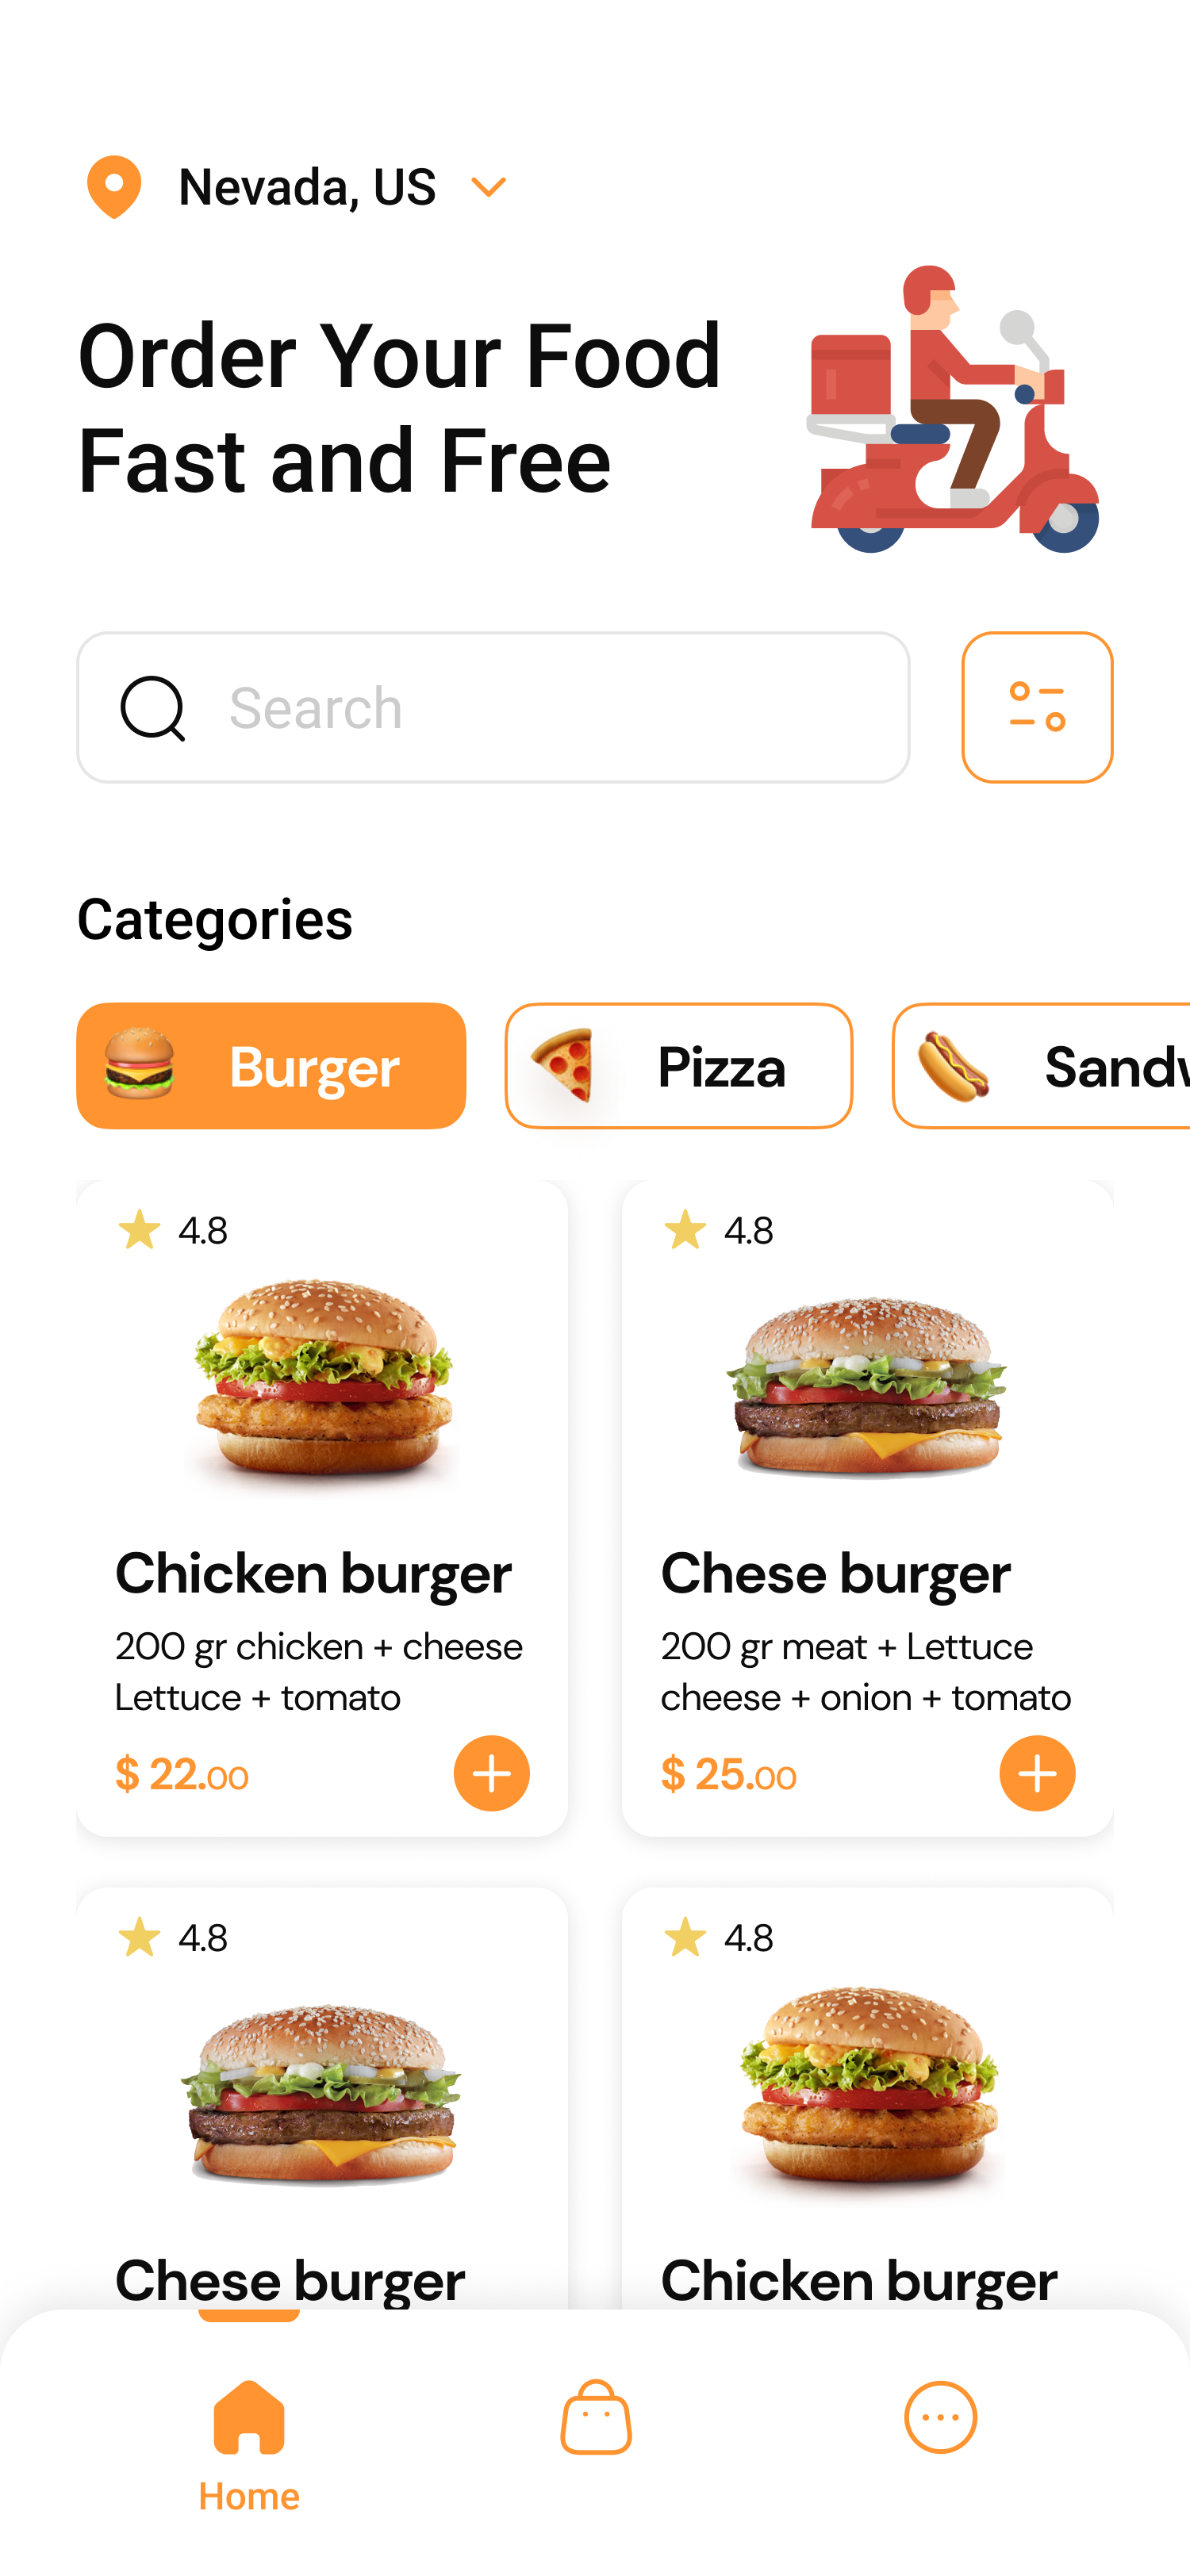 Nevada, US
Order Your Food
Fast and Free
Search
Categories
Burger
Pizza
Sandw
4.8
4.8
Chicken burger
200 gr chicken + cheese
Lettuce + tomato
$ 22.00
Chese burger
200 gr meat + Lettuce
cheese + onion + tomato
$ 25.00
4.8
4.8
Chese burger
Chicken burger
Home